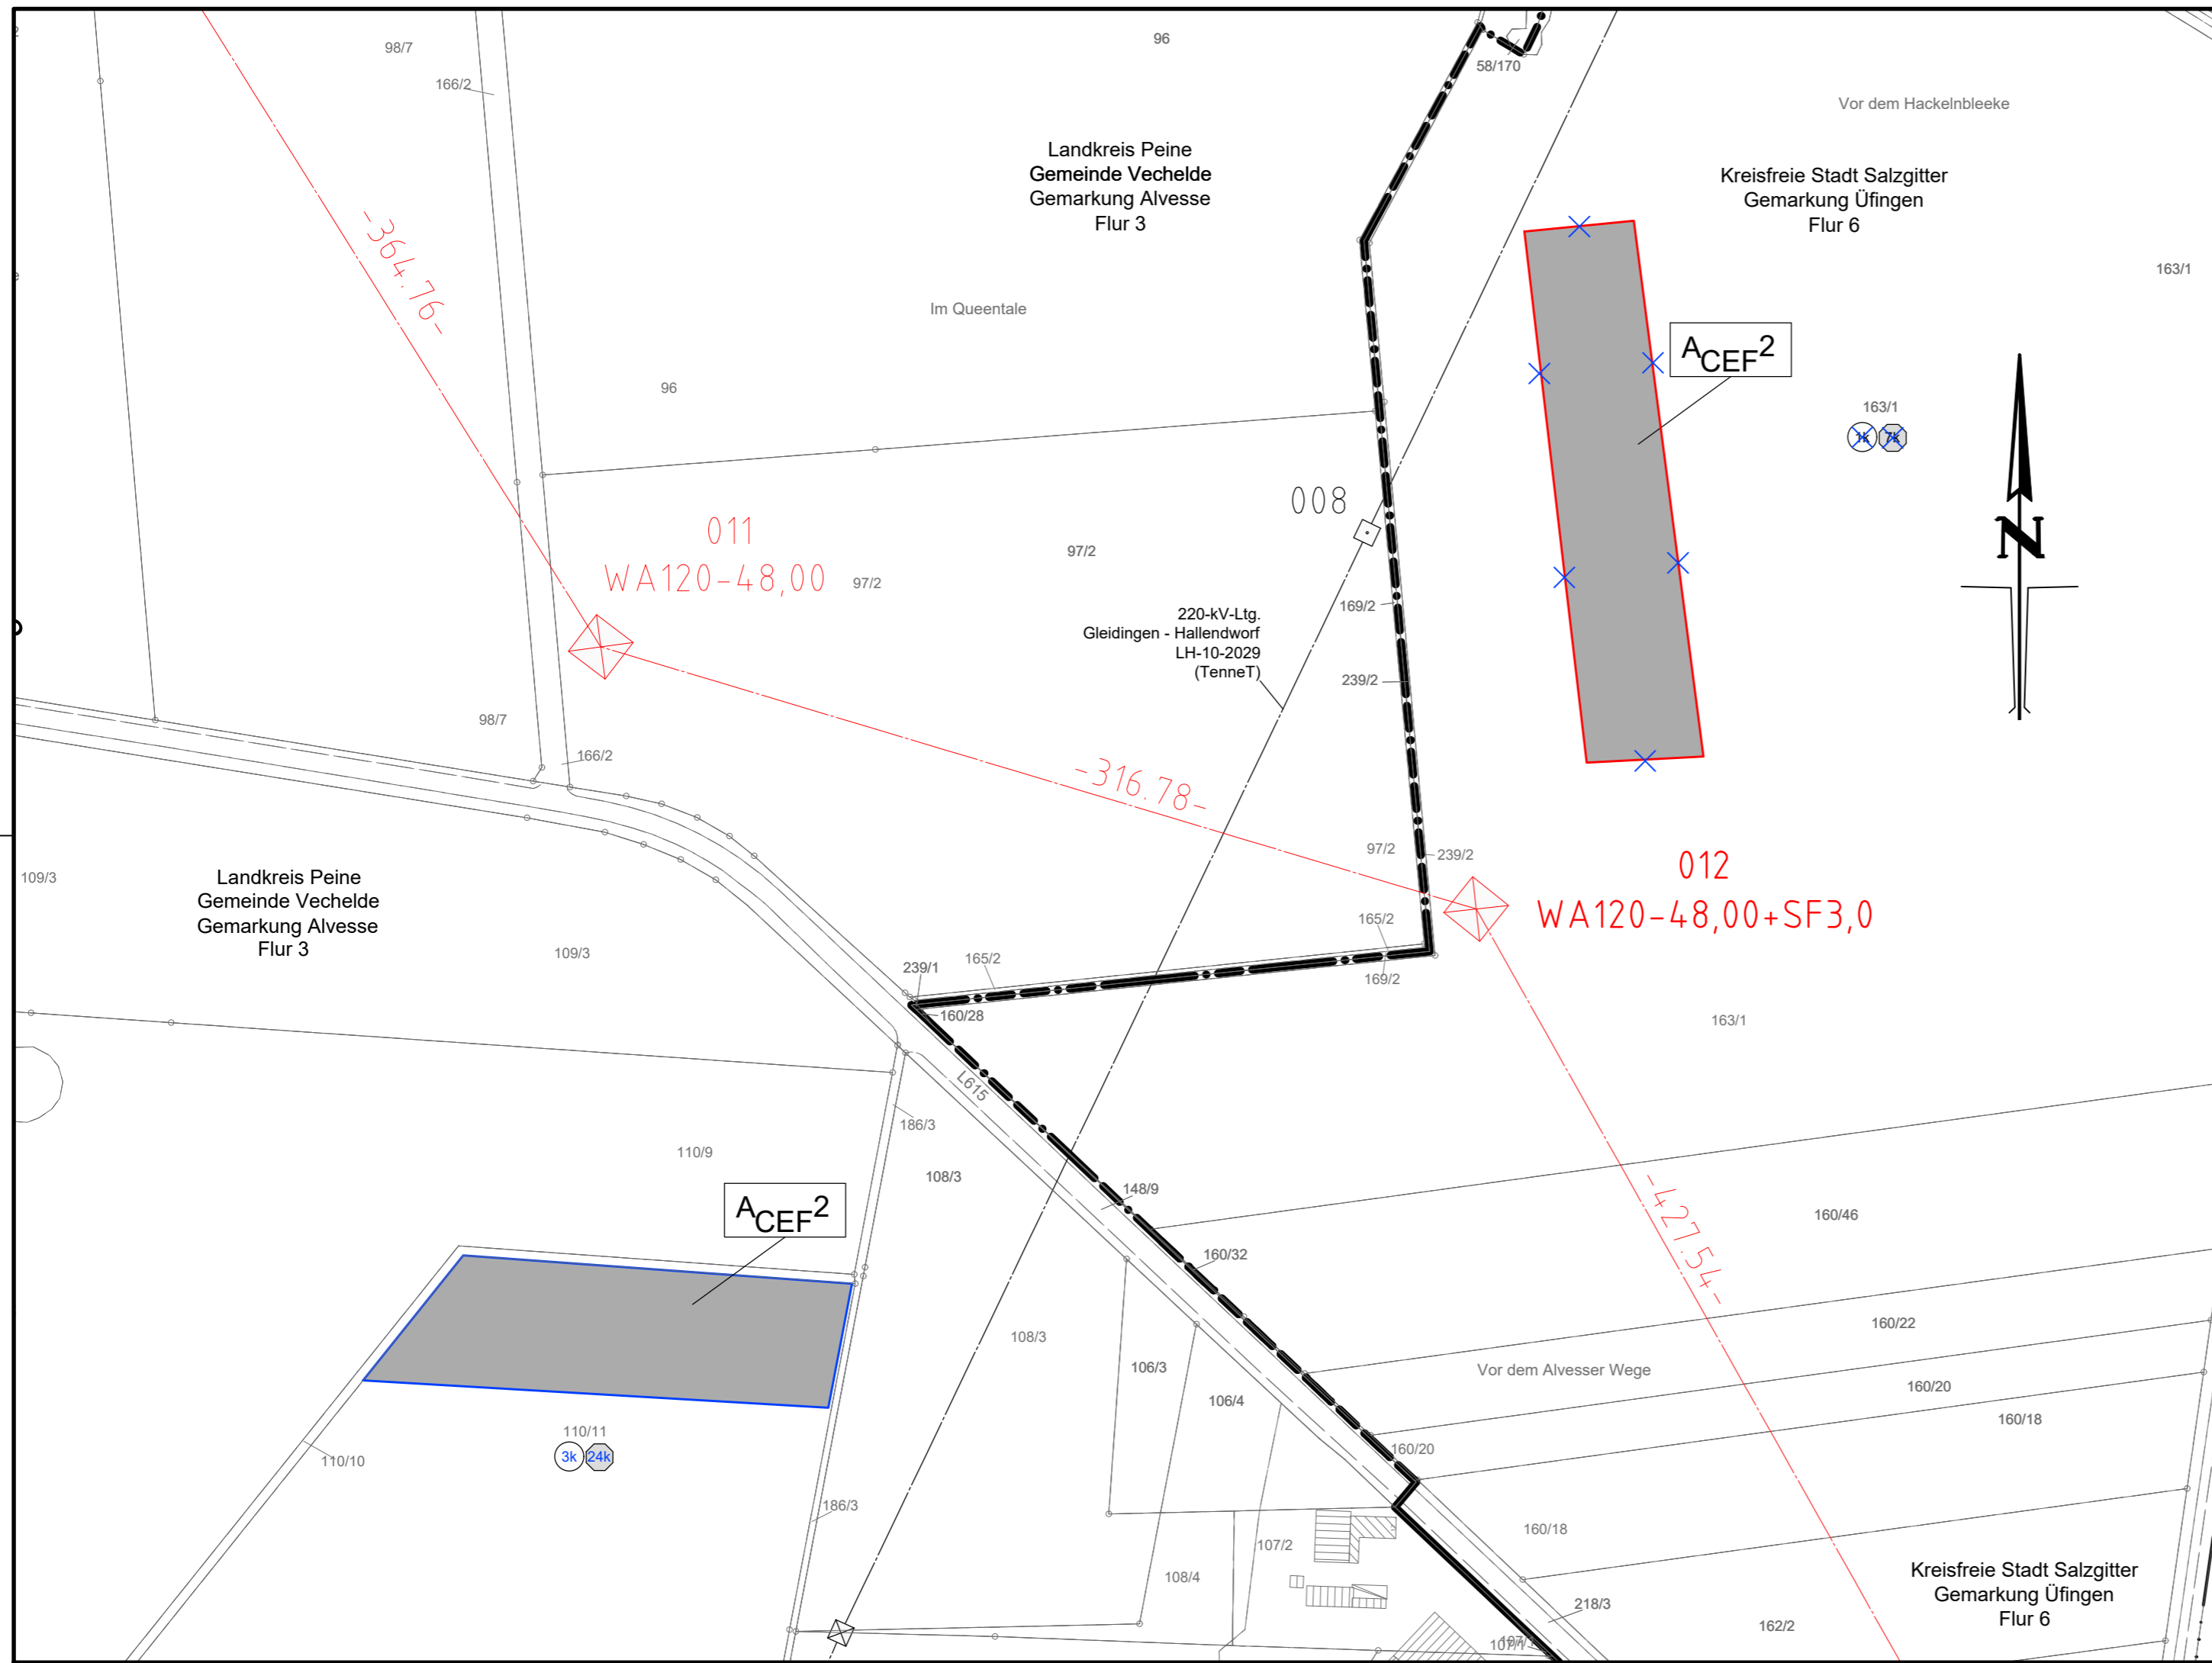 98/7
166/2
96
58/170
Vor dem Hackelnbleeke
Landkreis Peine
Gemeinde Vechelde
Gemarkung Alvesse
Flur 3
Kreisfreie Stadt Salzgitter
Gemarkung Üfingen
Flur 6
163/1
-364.76-
Im Queentale
A CEF 2
96
163/1
1k 7k
N
008
011
WA120-48,00
97/2
97/2
220-kV-Ltg.
Gleidingen - Hallendworf
LH-10-2029
(TenneT)
169/2
239/2
98/7
166/2
-316.78-
97/2
239/2
012
WA120-48,00+SF3,0
109/3
Landkreis Peine
Gemeinde Vechelde
Gemarkung Alvesse
Flur 3
109/3
165/2
239/1
165/2
169/2
160/28
163/1
L615
186/3
110/9
108/3
148/9
A CEF 2
-427.54-
160/46
160/32
160/22
108/3
106/3
Vor dem Alvesser Wege
106/4
160/20
160/18
110/11
3k 24k
110/10
160/20
186/3
160/18
107/2
108/4
Kreisfreie Stadt Salzgitter
Gemarkung Üfingen
Flur 6
218/3
162/2
107/1